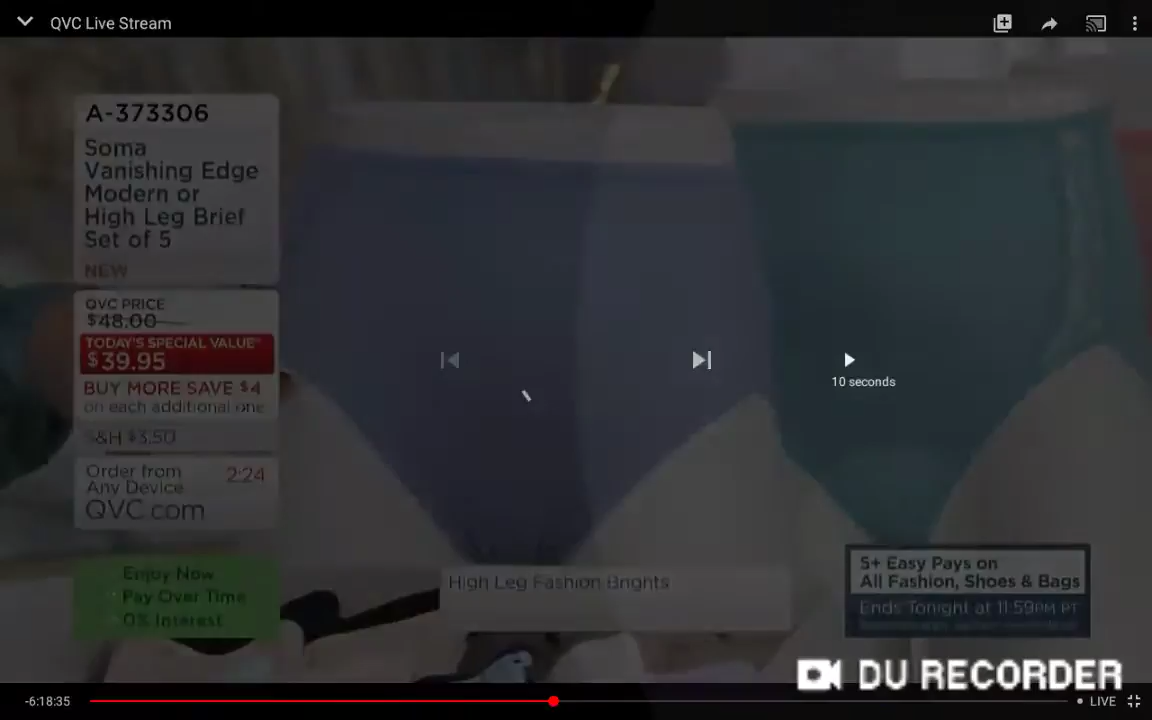 QVC Live Stream
A-373306
Soma
Vanishing Edge
Modern or
High Leg Brief
Set of 5
NEW
QVC PRICE
$48.00
TODAY'S SPECIAL VALUE
$39.95
BUY MORE SAVE $4
on each additional one
S&H $3.50
Order from
Any Device
2:24
QVC.com
Enjoy Now
Pay Over Time
0% Interest
High Leg Fashion Brights
10 seconds
5+ Easy Pays on
All Fashion, Shoes & Bags
Ends Tonight at 11:59PM PT
DU RECORDER
-6:18:35
LIVE